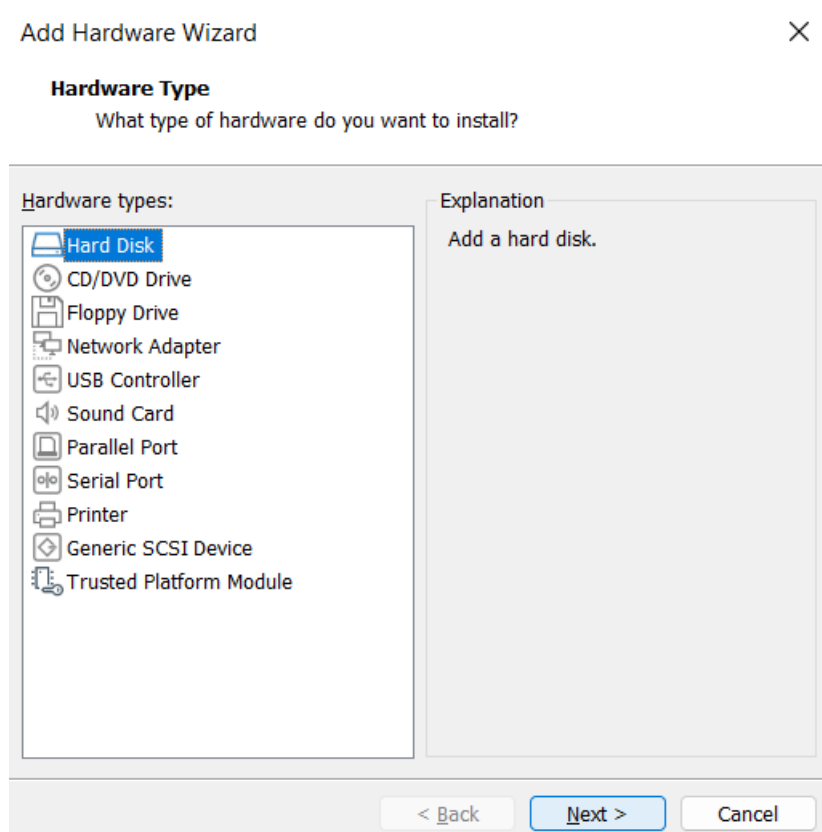 Add Hardware Wizard
Hardware Type
What type of hardware do you want to install?
Hardware types:
Hard Disk
CD/DVD Drive
Floppy Drive
Network Adapter
USB Controller
Sound Card
Parallel Port
Serial Port
Printer
Generic SCSI Device
Trusted Platform Module
Explanation
Add a hard disk.
< Back
Next >
Cancel